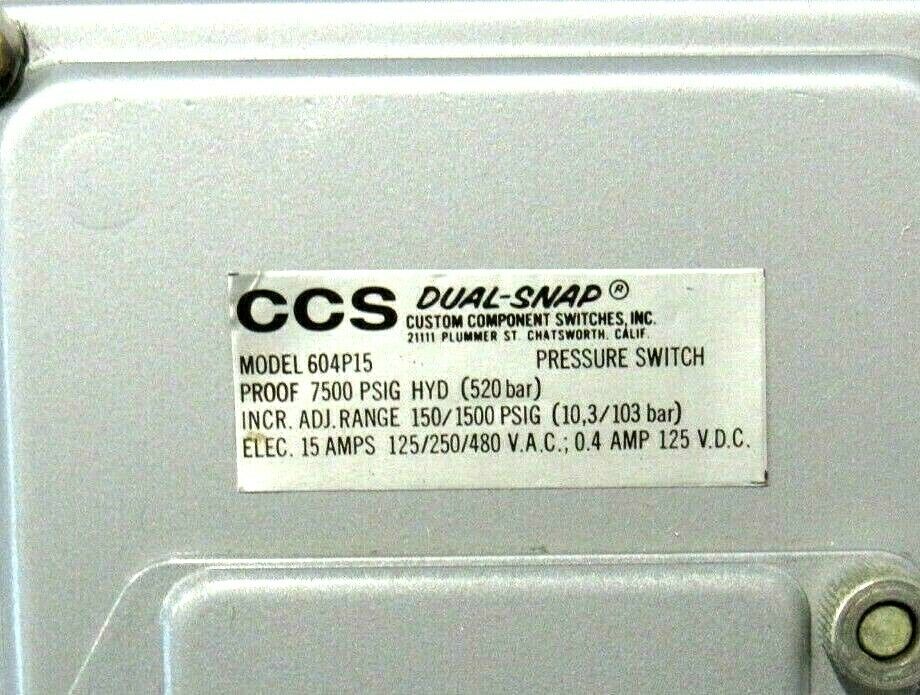 CCS DUAL-SNAP®
CUSTOM COMPONENT SWITCHES, INC.
21111 PLUMMER ST. CHATSWORTH, CALIF.
MODEL 604P15 PRESSURE SWITCH
PROOF 7500 PSIG HYD (520 bar)
INCR. ADJ. RANGE 150/1500 PSIG (10,3/103 bar)
ELEC. 15 AMPS 125/250/480 V.A.C.; 0.4 AMP 125 V.D.C.